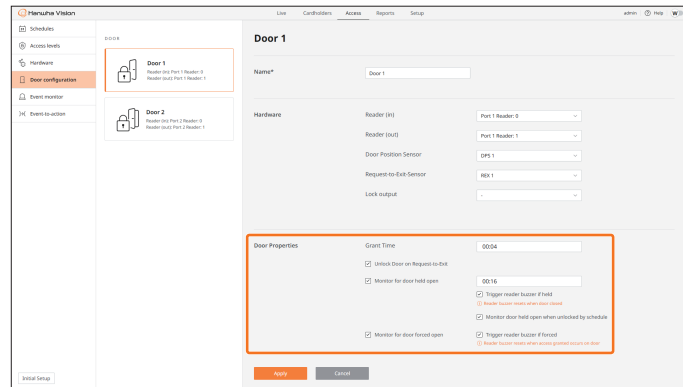 Hanwha Vision
Live Cardholders Access Reports Setup
admin Help
Schedules
Access levels
Hardware
Door configuration
Event monitor
Event-to-action
Initial Setup
DOOR
Door 1
Reader (in): Port 1 Reader: 0
Reader (out): Port 1 Reader: 1
Door 2
Reader (in): Port 2 Reader: 0
Reader (out): Port 2 Reader: 1
Door 1
Name* Door 1
Hardware Reader (in) Port 1 Reader: 0
Reader (out) Port 1 Reader: 1
Door Position Sensor DPS 1
Request-to-Exit-Sensor REX 1
Lock output -
Door Properties Grant Time 00:04
Unlock Door on Request-to-Exit
Monitor for door held open 00:16
Trigger reader buzzer if held
Reader buzzer resets when door closed
Monitor door held open when unlocked by schedule
Monitor for door forced open Trigger reader buzzer if forced
Reader buzzer resets when access granted occurs on door
Apply Cancel